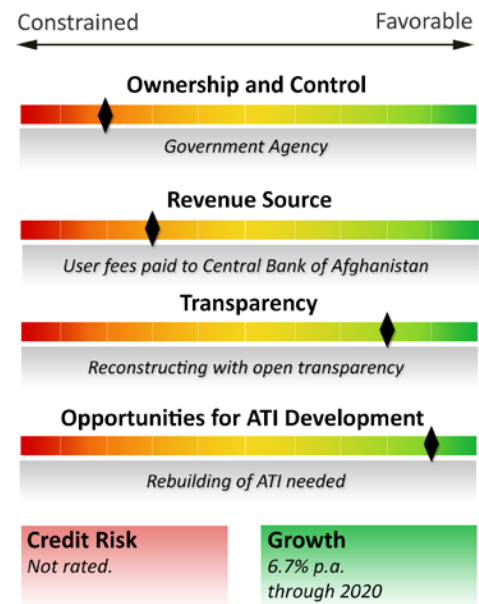 Constrained Favorable
Ownership and Control
Government Agency
Revenue Source
User fees paid to Central Bank of Afghanistan
Transparency
Reconstructing with open transparency
Opportunities for ATI Development
Rebuilding of ATI needed
Credit Risk
Not rated.
Growth
6.7% p.a.
through 2020